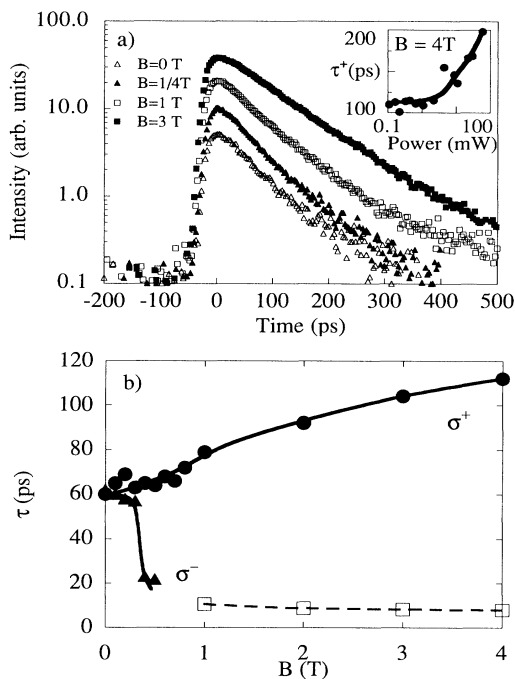 a)
100.0
10.0
1.0
0.1
Intensity (arb. units)
△ B=0 T
▲ B=1/4T
□ B=1 T
■ B=3 T
200
B = 4T
τ⁺(ps)
100
0.1
100
Power (mW)
-200 -100 0 100 200 300 400 500
Time (ps)
b)
120
100
80
60
40
20
0
τ (ps)
σ⁺
σ⁻
0 1 2 3 4
B (T)